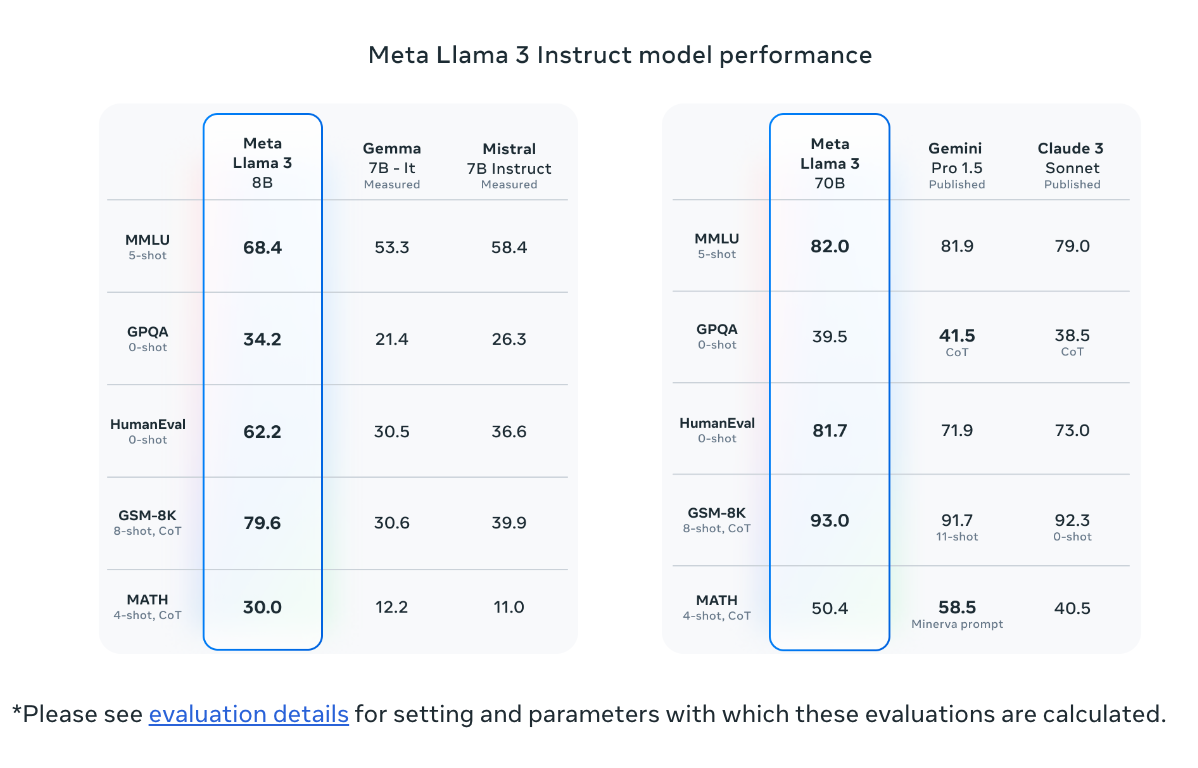 Meta Llama 3 Instruct model performance
Meta
Llama 3
8B
Gemma
7B - It
Measured
Mistral
7B Instruct
Measured
MMLU
5-shot
68.4
53.3
58.4
GPQA
0-shot
34.2
21.4
26.3
HumanEval
0-shot
62.2
30.5
36.6
GSM-8K
8-shot, CoT
79.6
30.6
39.9
MATH
4-shot, CoT
30.0
12.2
11.0
Meta
Llama 3
70B
Gemini
Pro 1.5
Published
Claude 3
Sonnet
Published
MMLU
5-shot
82.0
81.9
79.0
GPQA
0-shot
39.5
41.5
CoT
38.5
CoT
HumanEval
0-shot
81.7
71.9
73.0
GSM-8K
8-shot, CoT
93.0
91.7
11-shot
92.3
0-shot
MATH
4-shot, CoT
50.4
58.5
Minerva prompt
40.5
*Please see evaluation details for setting and parameters with which these evaluations are calculated.